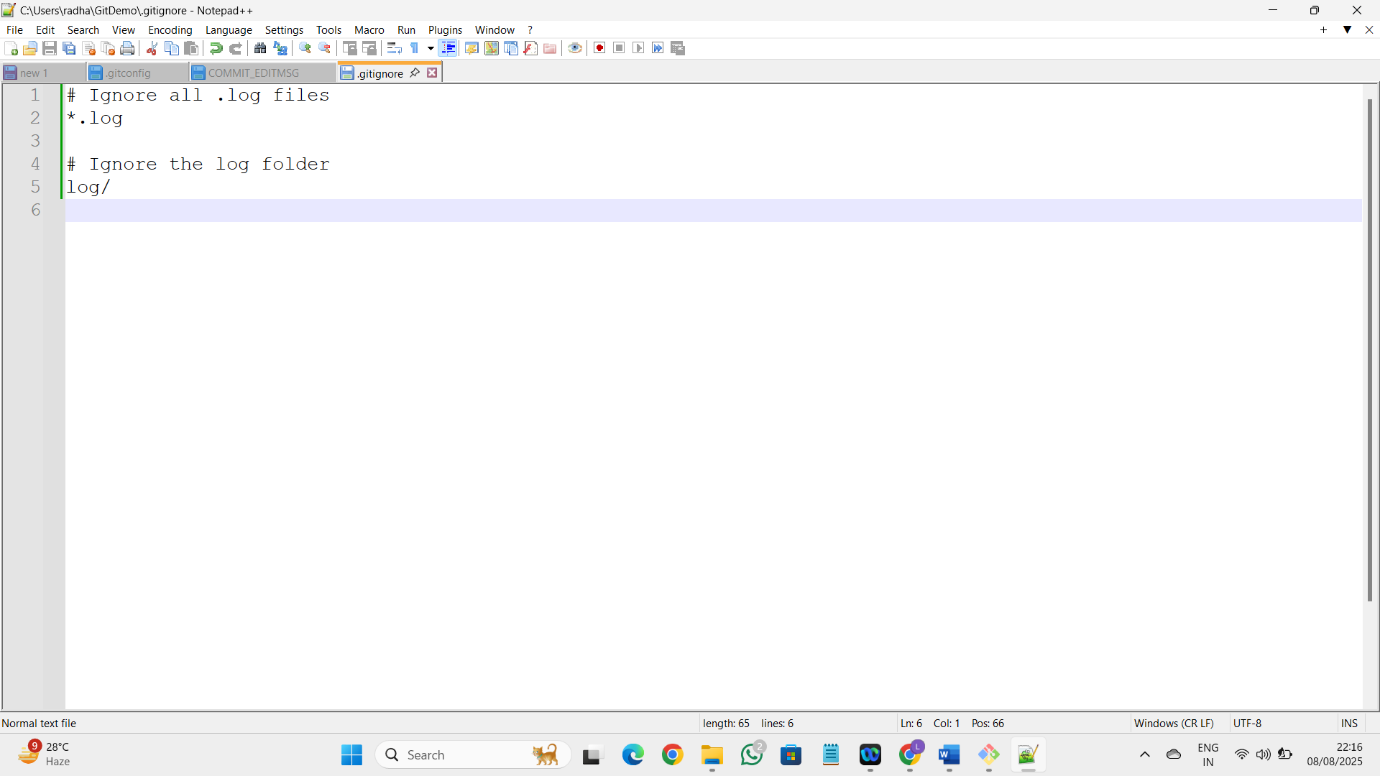 C:\Users\radha\GitDemo\.gitignore - Notepad++
File Edit Search View Encoding Language Settings Tools Macro Run Plugins Window ?
new 1 .gitconfig COMMIT_EDITMSG .gitignore
1 # Ignore all .log files
2 *.log
3
4 # Ignore the log folder
5 log/
6
Normal text file length: 65 lines: 6 Ln: 6 Col: 1 Pos: 66 Windows (CR LF) UTF-8 INS
9 28°C Search 2 L ENG 22:16
Haze IN 08/08/2025